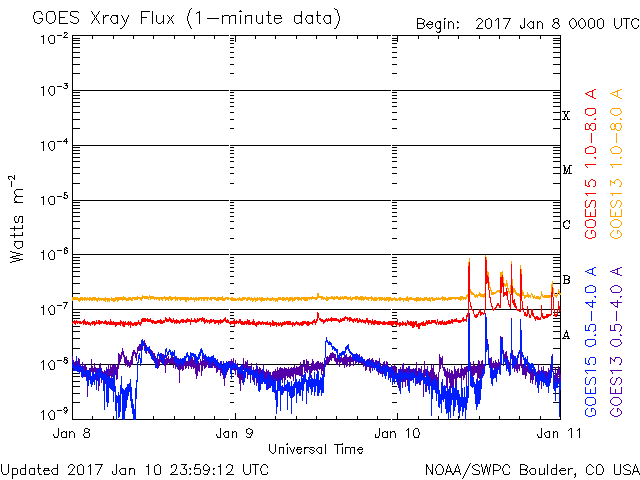 GOES Xray Flux (1-minute data)
Begin: 2017 Jan 8 0000 UTC
10⁻²
10⁻³
10⁻⁴
10⁻⁵
10⁻⁶
10⁻⁷
10⁻⁸
10⁻⁹
Watts m⁻²
X
M
C
B
A
GOES15 1.0-8.0 A
GOES13 1.0-8.0 A
GOES15 0.5-4.0 A
GOES13 0.5-4.0 A
Jan 8
Jan 9
Jan 10
Jan 11
Universal Time
Updated 2017 Jan 10 23:59:12 UTC
NOAA/SWPC Boulder, CO USA